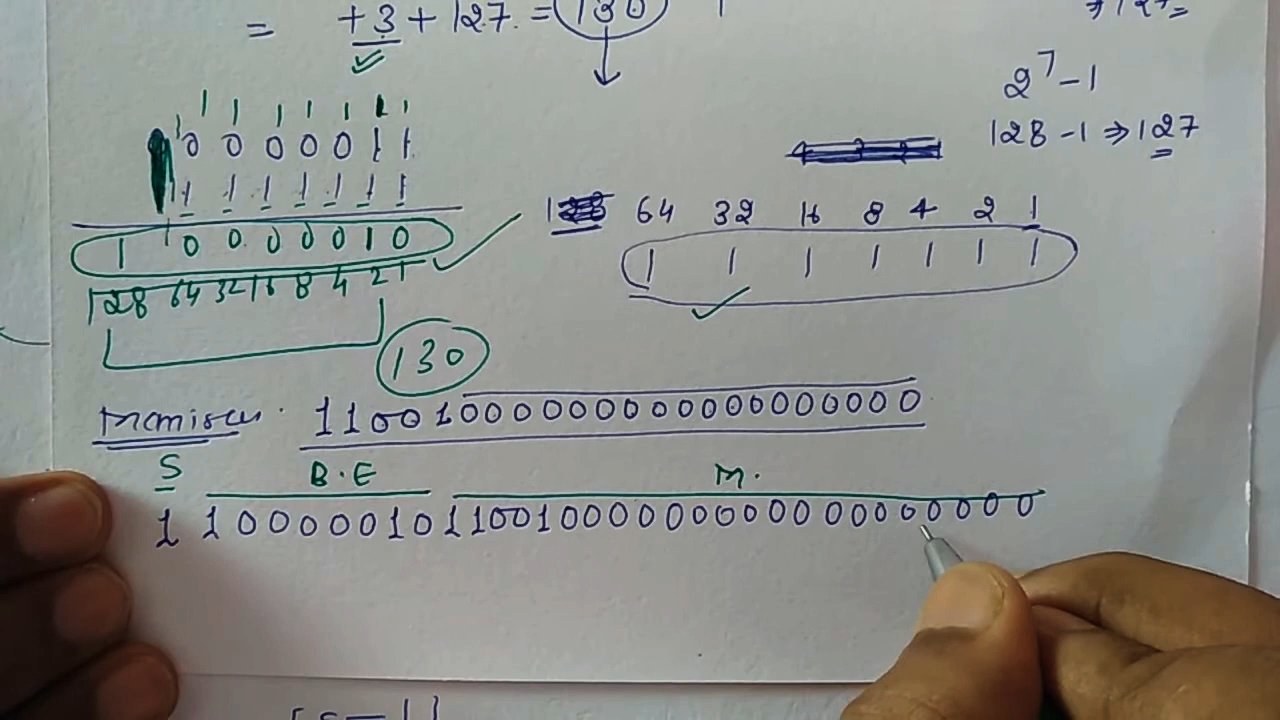 = +3 + 127 = 130
2^7 - 1
128 - 1 ⇒ 127
1 1 1 1 1 1 1
0 0 0 0 0 1 1
1 1 1 1 1 1 1
1 0 0 0 0 0 1 0
128 64 32 16 8 4 2 1
130
64 32 16 8 4 2 1
1 1 1 1 1 1 1
11001000000000000000000
S B.E M.
1 10000010 11001000000000000000000